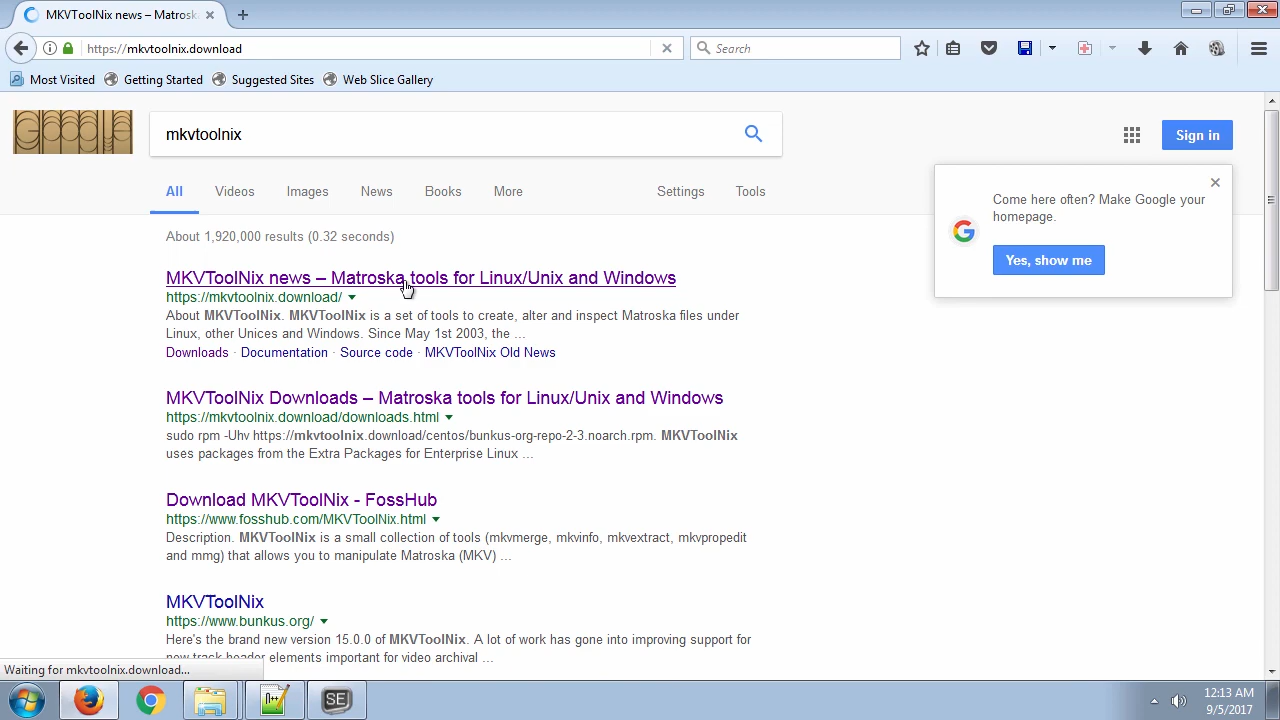 MKVToolNix news – Matroska
https://mkvtoolnix.download
Search
Most Visited
Getting Started
Suggested Sites
Web Slice Gallery
Google
mkvtoolnix
Sign in
All
Videos
Images
News
Books
More
Settings
Tools
Come here often? Make Google your
homepage.
Yes, show me
About 1,920,000 results (0.32 seconds)
MKVToolNix news – Matroska tools for Linux/Unix and Windows
https://mkvtoolnix.download/
About MKVToolNix. MKVToolNix is a set of tools to create, alter and inspect Matroska files under
Linux, other Unices and Windows. Since May 1st 2003, the ...
Downloads · Documentation · Source code · MKVToolNix Old News
MKVToolNix Downloads – Matroska tools for Linux/Unix and Windows
https://mkvtoolnix.download/downloads.html
sudo rpm -Uhv https://mkvtoolnix.download/centos/bunkus-org-repo-2-3.noarch.rpm. MKVToolNix
uses packages from the Extra Packages for Enterprise Linux ...
Download MKVToolNix - FossHub
https://www.fosshub.com/MKVToolNix.html
Description. MKVToolNix is a small collection of tools (mkvmerge, mkvinfo, mkvextract, mkvpropedit
and mmg) that allows you to manipulate Matroska (MKV) ...
MKVToolNix
https://www.bunkus.org/
Here's the brand new version 15.0.0 of MKVToolNix. A lot of work has gone into improving support for
new track header elements important for video archival ...
Waiting for mkvtoolnix.download...
SE
12:13 AM
9/5/2017